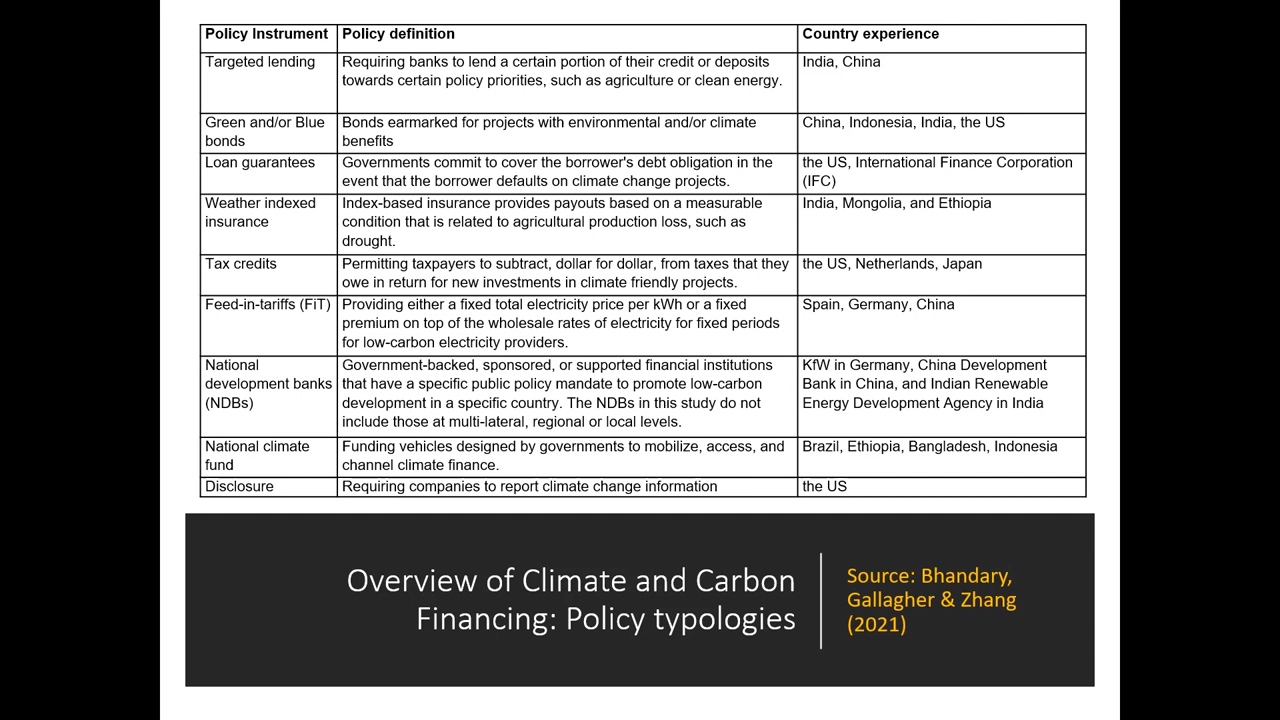 Policy Instrument
Policy definition
Country experience
Targeted lending
Requiring banks to lend a certain portion of their credit or deposits
towards certain policy priorities, such as agriculture or clean energy.
India, China
Green and/or Blue
bonds
Bonds earmarked for projects with environmental and/or climate
benefits
China, Indonesia, India, the US
Loan guarantees
Governments commit to cover the borrower's debt obligation in the
event that the borrower defaults on climate change projects.
the US, International Finance Corporation
(IFC)
Weather indexed
insurance
Index-based insurance provides payouts based on a measurable
condition that is related to agricultural production loss, such as
drought.
India, Mongolia, and Ethiopia
Tax credits
Permitting taxpayers to subtract, dollar for dollar, from taxes that they
owe in return for new investments in climate friendly projects.
the US, Netherlands, Japan
Feed-in-tariffs (FiT)
Providing either a fixed total electricity price per kWh or a fixed
premium on top of the wholesale rates of electricity for fixed periods
for low-carbon electricity providers.
Spain, Germany, China
National
development banks
(NDBs)
Government-backed, sponsored, or supported financial institutions
that have a specific public policy mandate to promote low-carbon
development in a specific country. The NDBs in this study do not
include those at multi-lateral, regional or local levels.
KfW in Germany, China Development
Bank in China, and Indian Renewable
Energy Development Agency in India
National climate
fund
Funding vehicles designed by governments to mobilize, access, and
channel climate finance.
Brazil, Ethiopia, Bangladesh, Indonesia
Disclosure
Requiring companies to report climate change information
the US
Overview of Climate and Carbon
Financing: Policy typologies
Source: Bhandary,
Gallagher & Zhang
(2021)